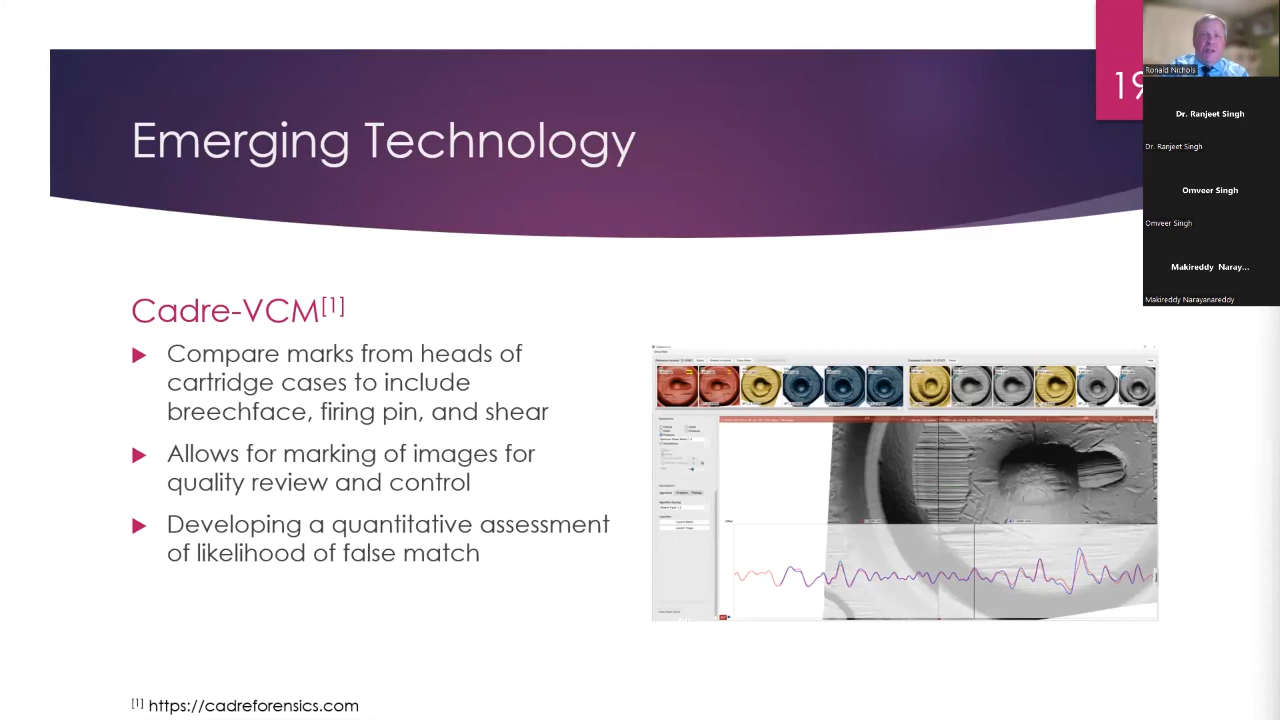 Emerging Technology
19
Ronald Nichols
Dr. Ranjeet Singh
Dr. Ranjeet Singh
Omveer Singh
Omveer Singh
Makireddy Naray...
Makireddy Narayanareddy
Cadre-VCM[1]
Compare marks from heads of
cartridge cases to include
breechface, firing pin, and shear
Allows for marking of images for
quality review and control
Developing a quantitative assessment
of likelihood of false match
[1] https://cadreforensics.com